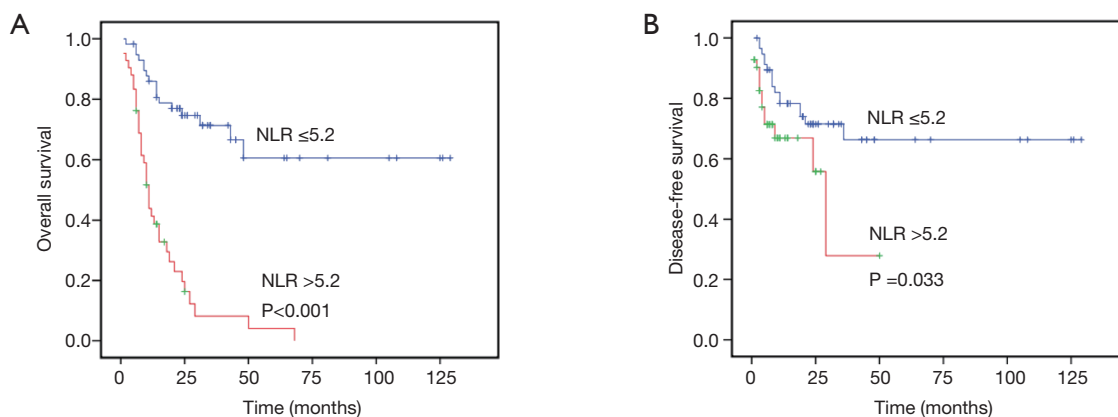 A
Overall survival
1.0
0.8
0.6
0.4
0.2
0.0
NLR ≤5.2
NLR >5.2
P<0.001
0 25 50 75 100 125
Time (months)
B
Disease-free survival
1.0
0.8
0.6
0.4
0.2
0.0
NLR ≤5.2
NLR >5.2
P =0.033
0 25 50 75 100 125
Time (months)